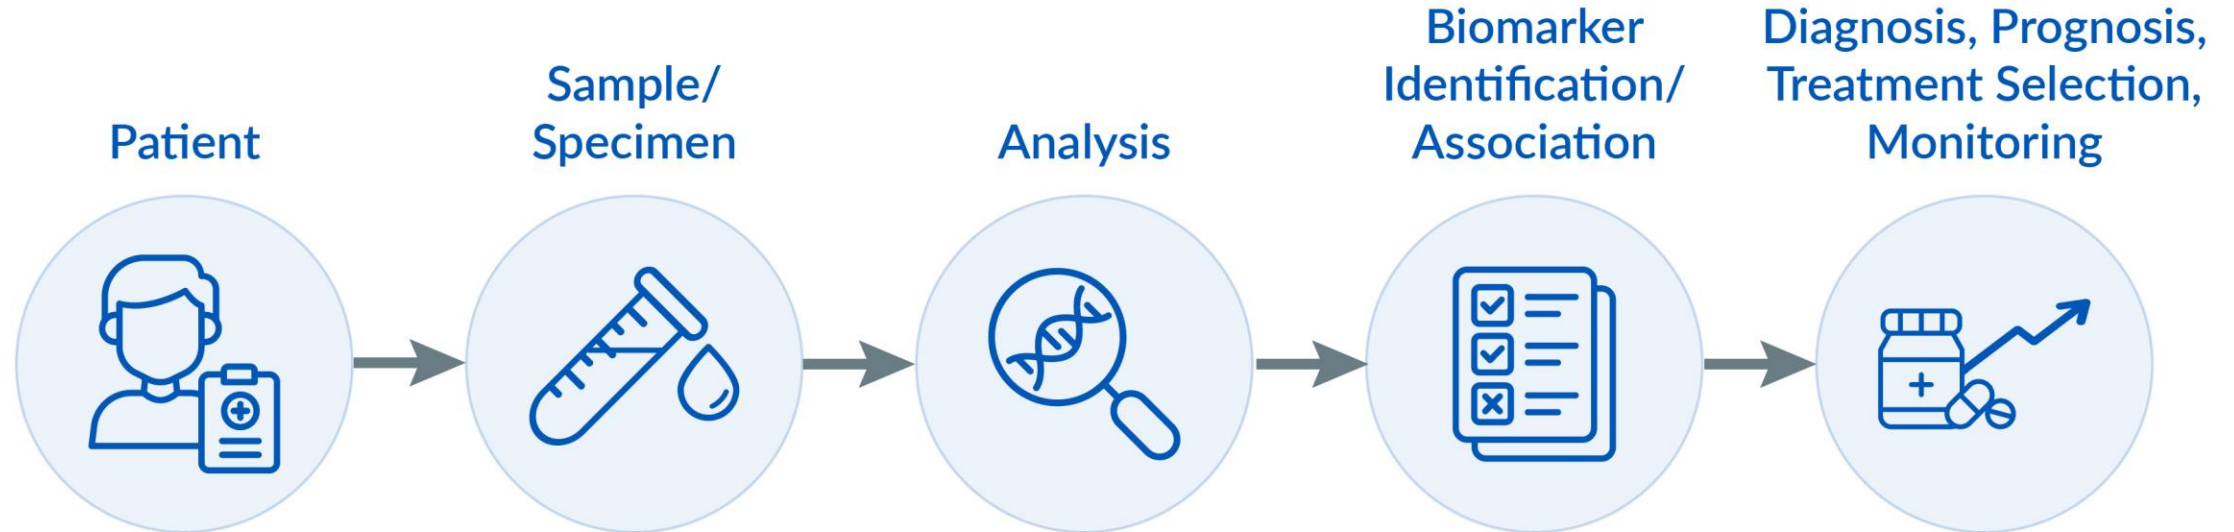 Patient
Sample/
Specimen
Analysis
Biomarker
Identification/
Association
Diagnosis, Prognosis,
Treatment Selection,
Monitoring